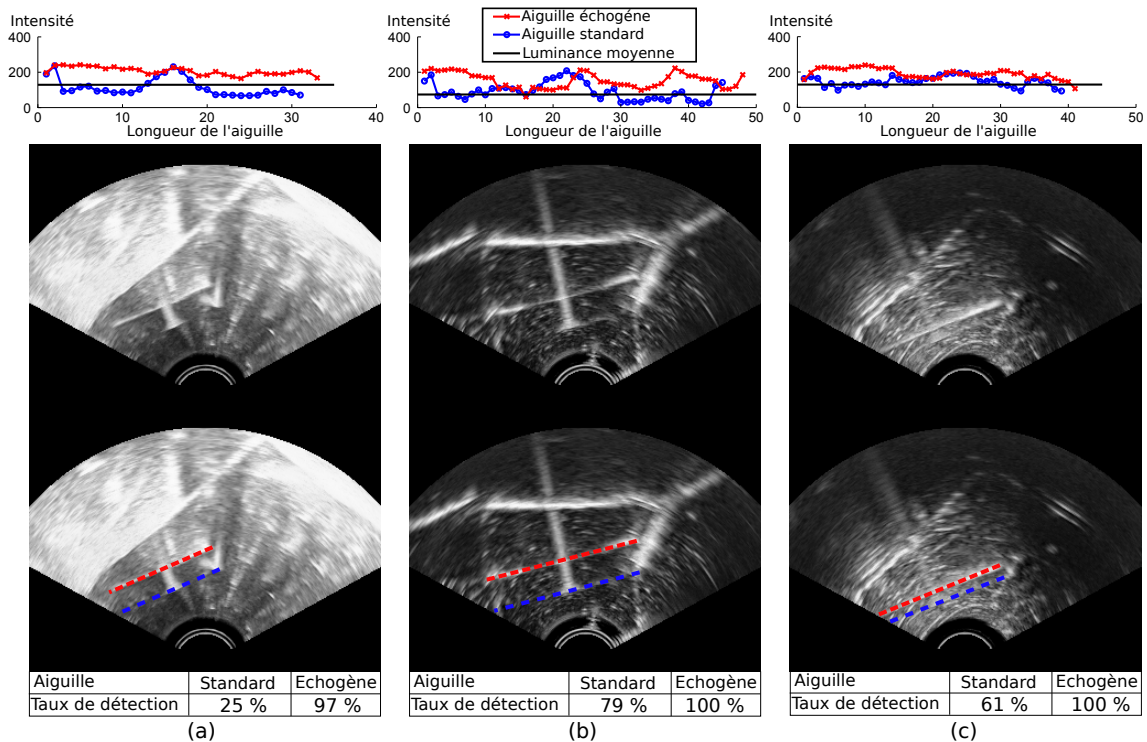 Intensité
Aiguille échogéne
Aiguille standard
Luminance moyenne
400
200
0
0 10 20 30 40
Longueur de l'aiguille
Intensité
400
200
0
0 10 20 30 40 50
Longueur de l'aiguille
Intensité
400
200
0
0 10 20 30 40 50
Longueur de l'aiguille
Aiguille Standard Echogène
Taux de détection 25 % 97 %
(a)
Aiguille Standard Echogène
Taux de détection 79 % 100 %
(b)
Aiguille Standard Echogène
Taux de détection 61 % 100 %
(c)